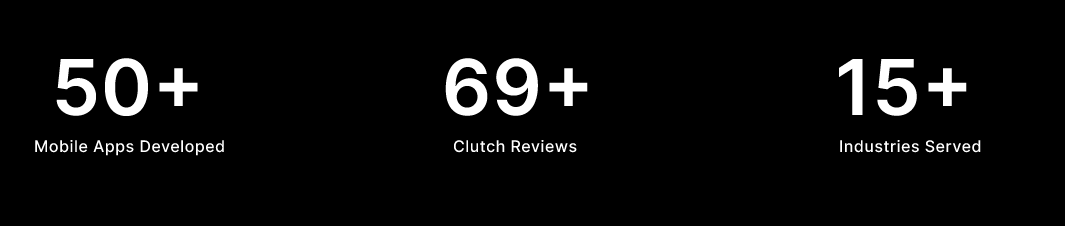 50+ 69+ 15+
Mobile Apps Developed Clutch Reviews Industries Served